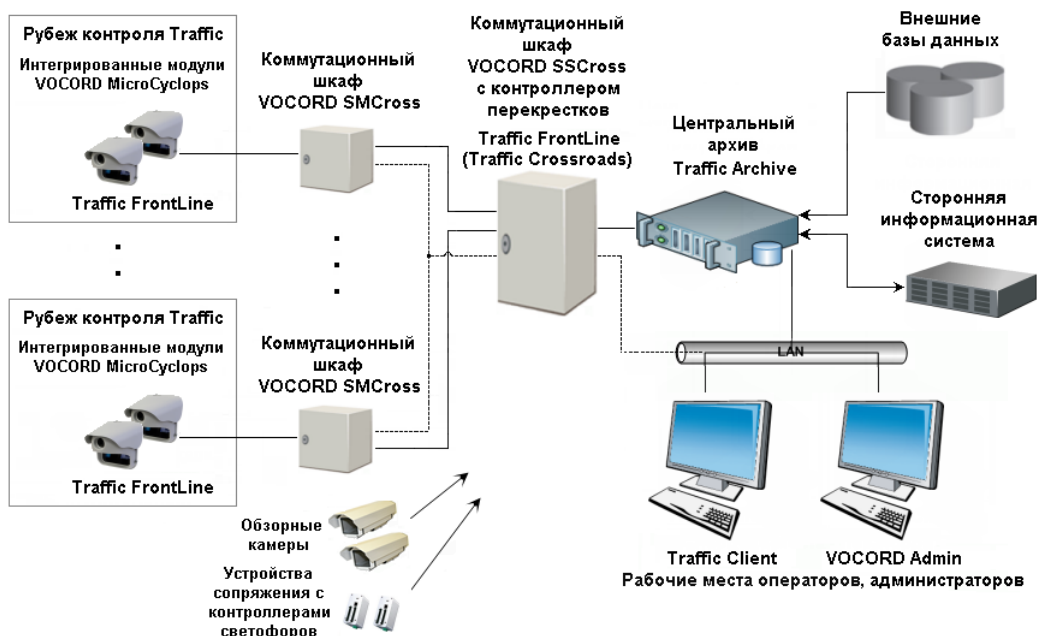 Рубеж контроля Traffic
Интегрированные модули
VOCORD MicroCyclops
Traffic FrontLine
Коммутационный
шкаф
VOCORD SMCross
Коммутационный
шкаф
VOCORD SSCross
с контроллером
перекрестков
Traffic FrontLine
(Traffic Crossroads)
Центральный
архив
Traffic Archive
Внешние
базы данных
Сторонняя
информационная
система
Рубеж контроля Traffic
Интегрированные модули
VOCORD MicroCyclops
Traffic FrontLine
Коммутационный
шкаф
VOCORD SMCross
LAN
Обзорные
камеры
Устройства
сопряжения с
контроллерами
светофоров
Traffic Client
VOCORD Admin
Рабочие места операторов, администраторов